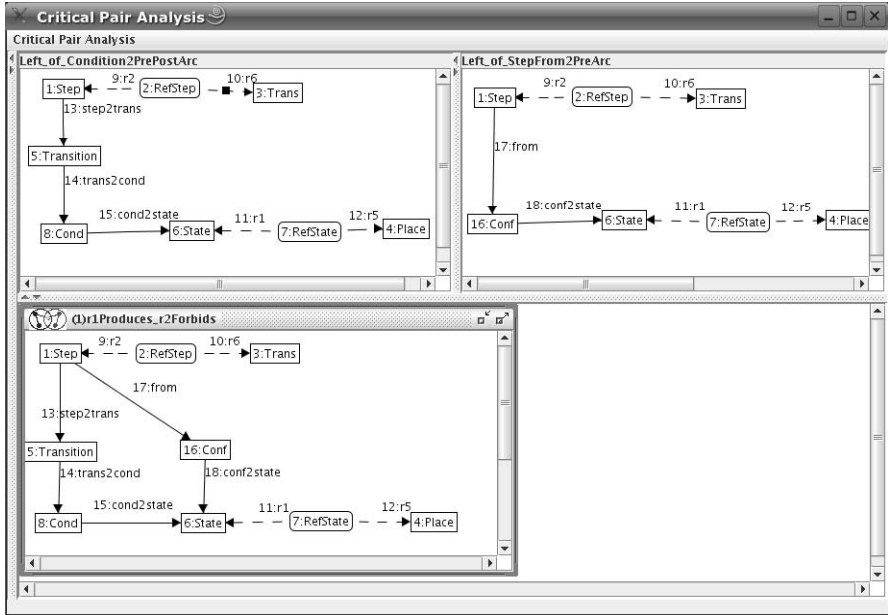 Critical Pair Analysis
Critical Pair Analysis
Left_of_Condition2PrePostArc
9:r2
10:r6
1:Step
2:RefStep
3:Trans
13:step2trans
5:Transition
14:trans2cond
15:cond2state
11:r1
12:r5
8:Cond
6:State
7:RefState
4:Place
Left_of_StepFrom2PreArc
9:r2
10:r6
1:Step
2:RefStep
3:Trans
17:from
18:conf2state
11:r1
12:r5
16:Conf
6:State
7:RefState
4:Place
(1)r1Produces_r2Forbids
9:r2
10:r6
1:Step
2:RefStep
3:Trans
17:from
13:step2trans
5:Transition
16:Conf
14:trans2cond
18:conf2state
15:cond2state
11:r1
12:r5
8:Cond
6:State
7:RefState
4:Place